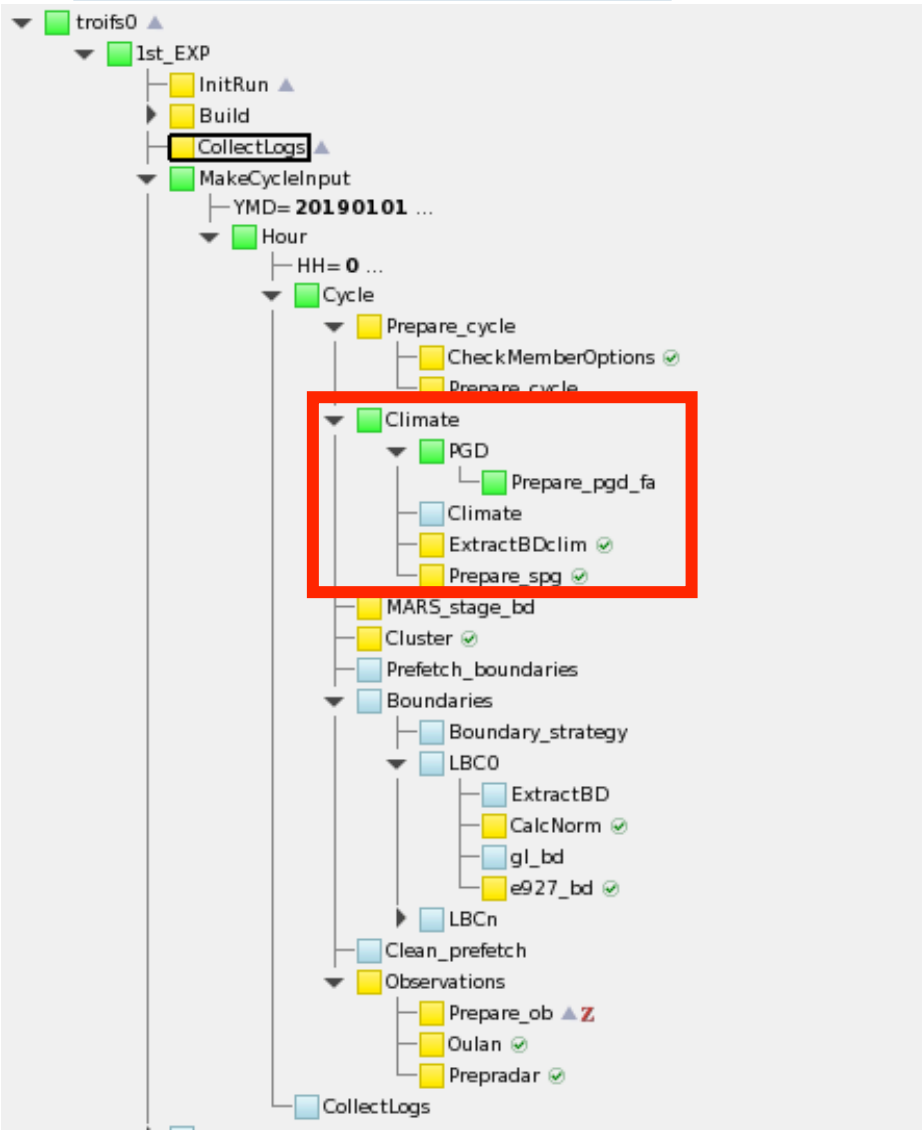 troifs0
1st_EXP
InitRun
Build
CollectLogs
MakeCycleInput
YMD= 20190101 ...
Hour
HH= 0 ...
Cycle
Prepare_cycle
CheckMemberOptions
Prepare_cycle
Climate
PGD
Prepare_pgd_fa
Climate
ExtractBDclim
Prepare_spg
MARS_stage_bd
Cluster
Prefetch_boundaries
Boundaries
Boundary_strategy
LBC0
ExtractBD
CalcNorm
gl_bd
e927_bd
LBCn
Clean_prefetch
Observations
Prepare_ob Z
Oulan
Prepradar
CollectLogs